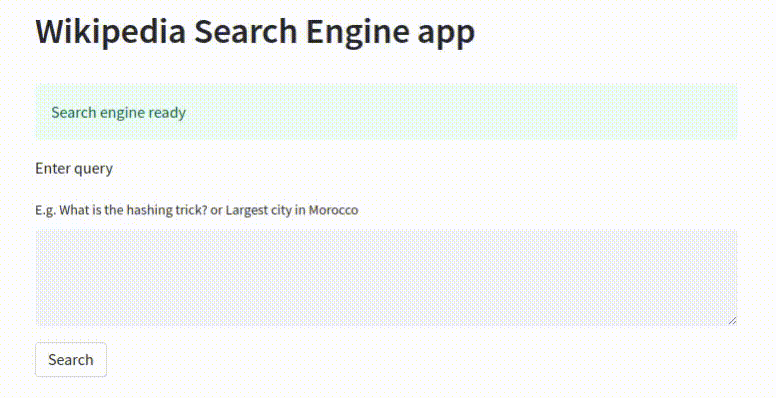 Wikipedia Search Engine app
Search engine ready
Enter query
E.g. What is the hashing trick? or Largest city in Morocco
Search